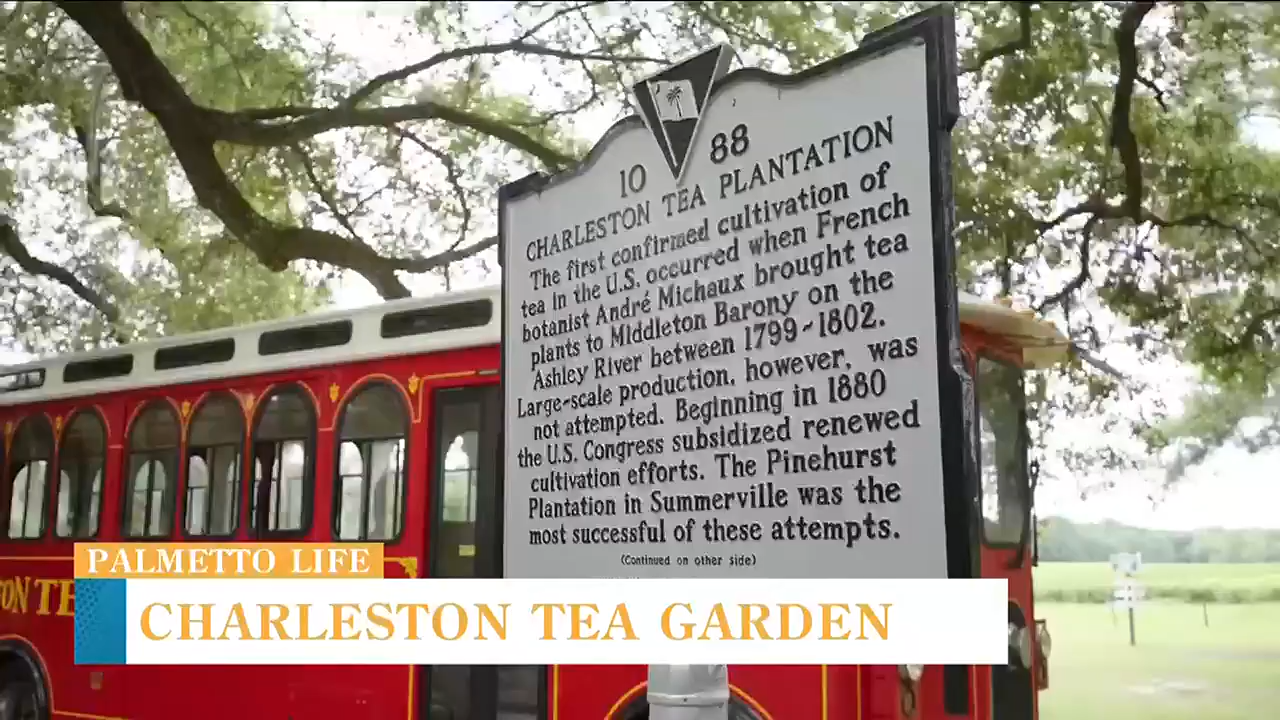 10 88
CHARLESTON TEA PLANTATION
The first confirmed cultivation of
tea in the U.S. occurred when French
botanist André Michaux brought tea
plants to Middleton Barony on the
Ashley River between 1799-1802.
Large-scale production, however, was
not attempted. Beginning in 1880
the U.S. Congress subsidized renewed
cultivation efforts. The Pinehurst
Plantation in Summerville was the
most successful of these attempts.
(Continued on other side)
ON TE
PALMETTO LIFE
CHARLESTON TEA GARDEN